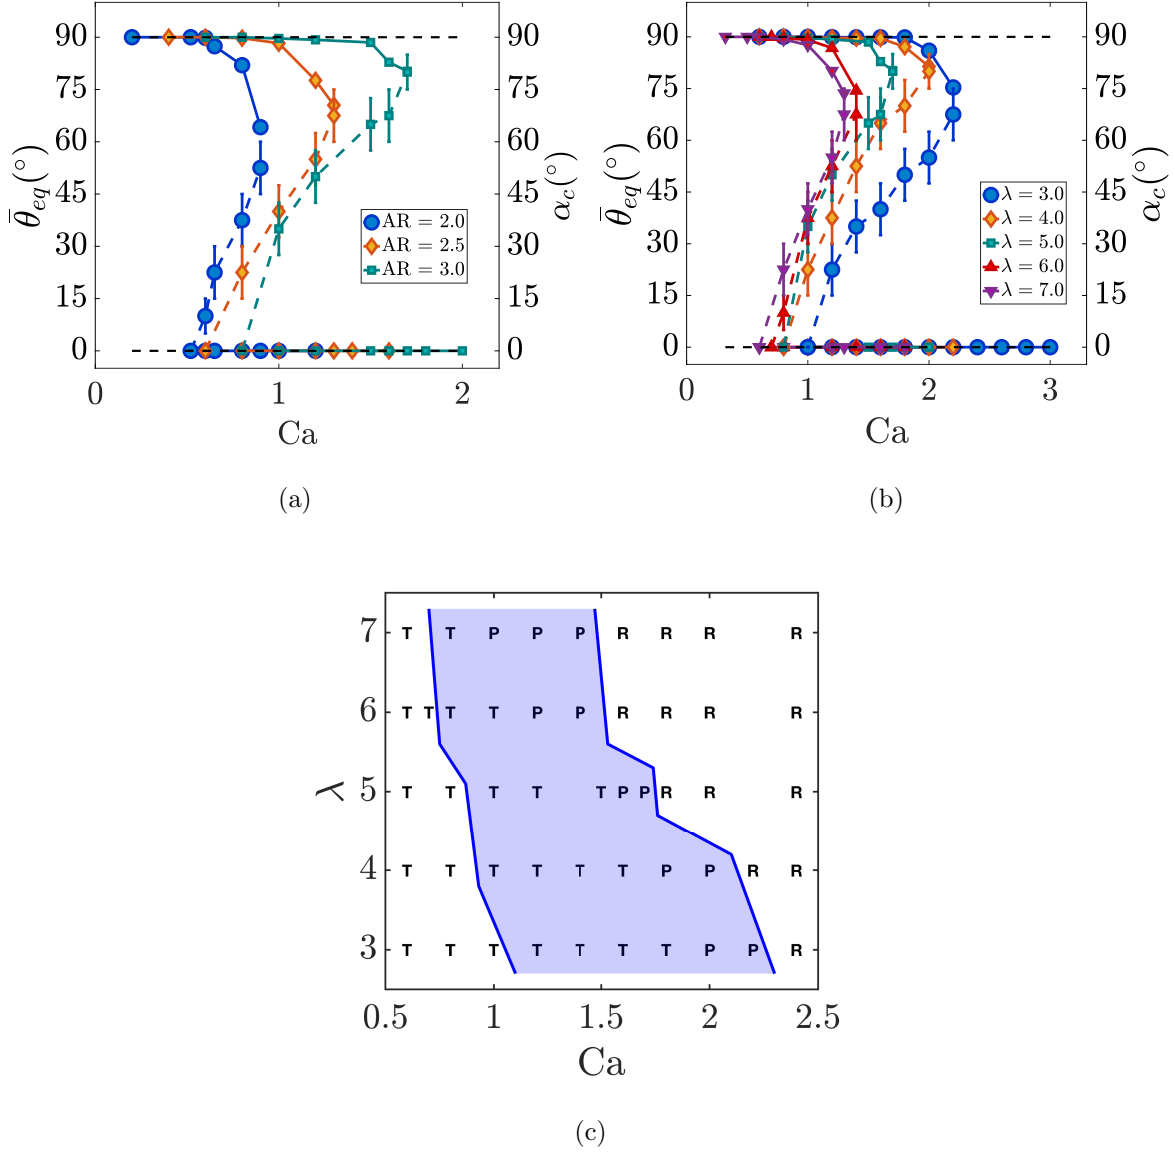 90
75
60
45
30
15
0
θ̄eq(°)
90
75
60
45
30
15
0
αc(°)
AR = 2.0
AR = 2.5
AR = 3.0
0 1 2
Ca
(a)
90
75
60
45
30
15
0
θ̄eq(°)
90
75
60
45
30
15
0
αc(°)
λ = 3.0
λ = 4.0
λ = 5.0
λ = 6.0
λ = 7.0
0 1 2 3
Ca
(b)
7 T T P P P R R R R
6 T T T T P P R R R R
λ
5 T T T T T P P R R R
4 T T T T T T P P R R
3 T T T T T T T P P R
0.5 1 1.5 2 2.5
Ca
(c)